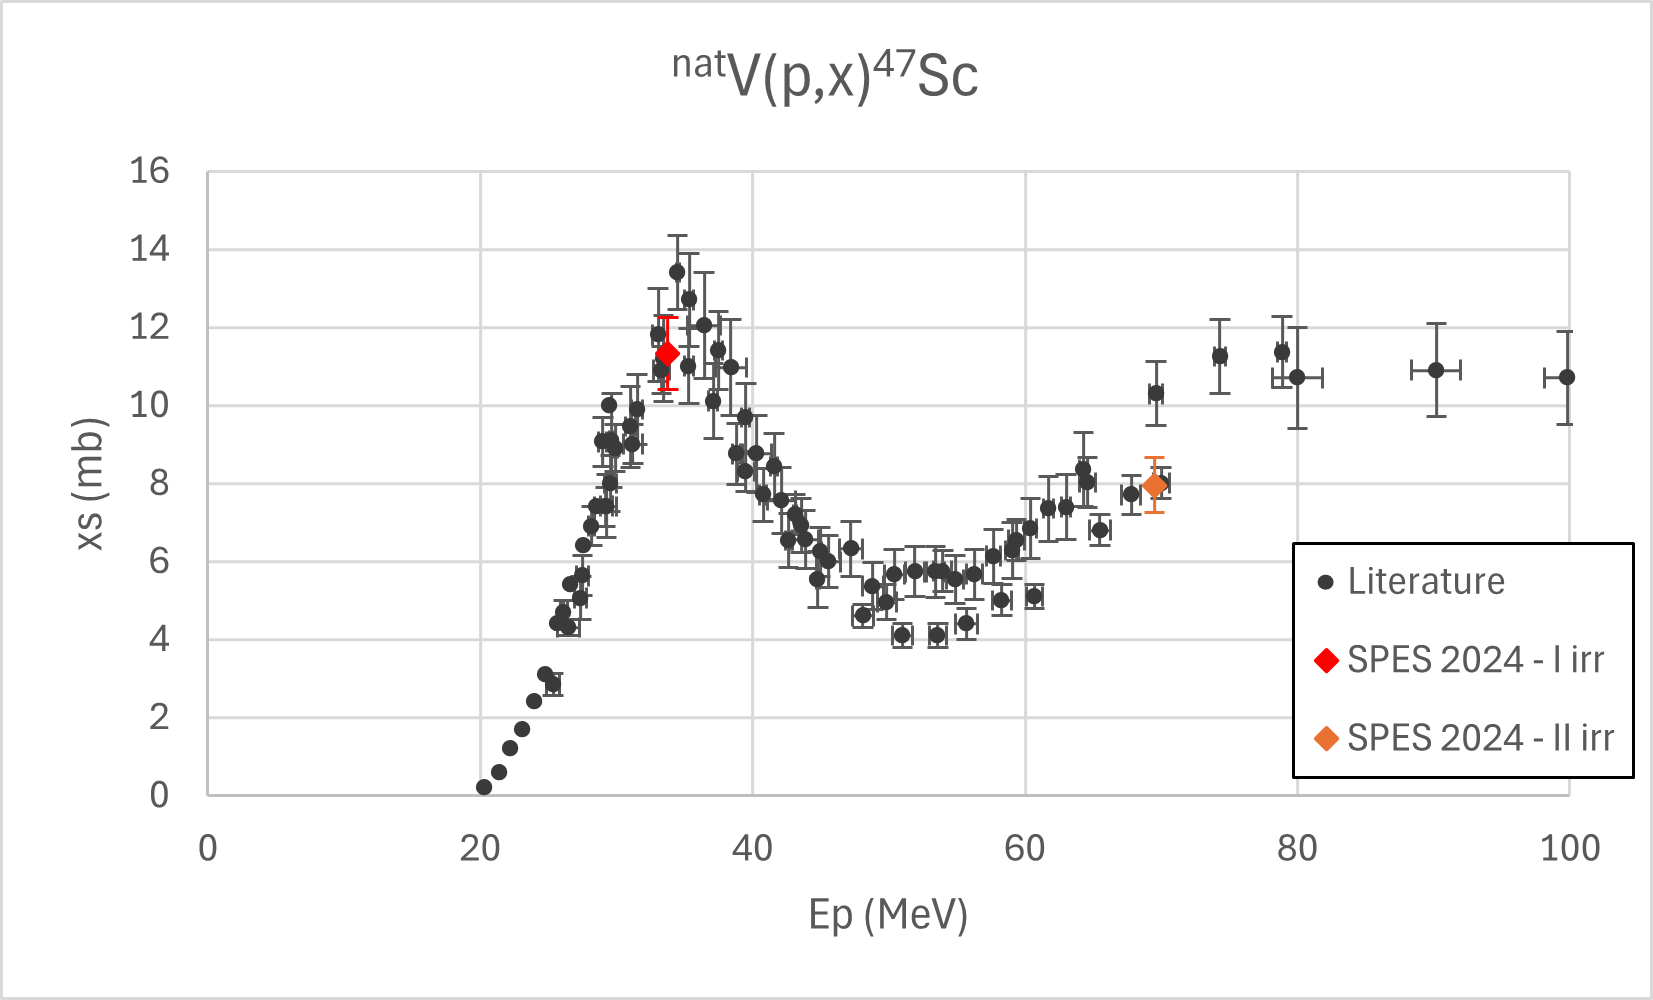 natV(p,x)47Sc
16
14
12
10
8
6
4
2
0
xs (mb)
0 20 40 60 80 100
Ep (MeV)
Literature
SPES 2024 - I irr
SPES 2024 - II irr